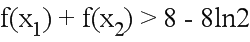 f(x₁) + f(x₂) > 8 - 8ln2